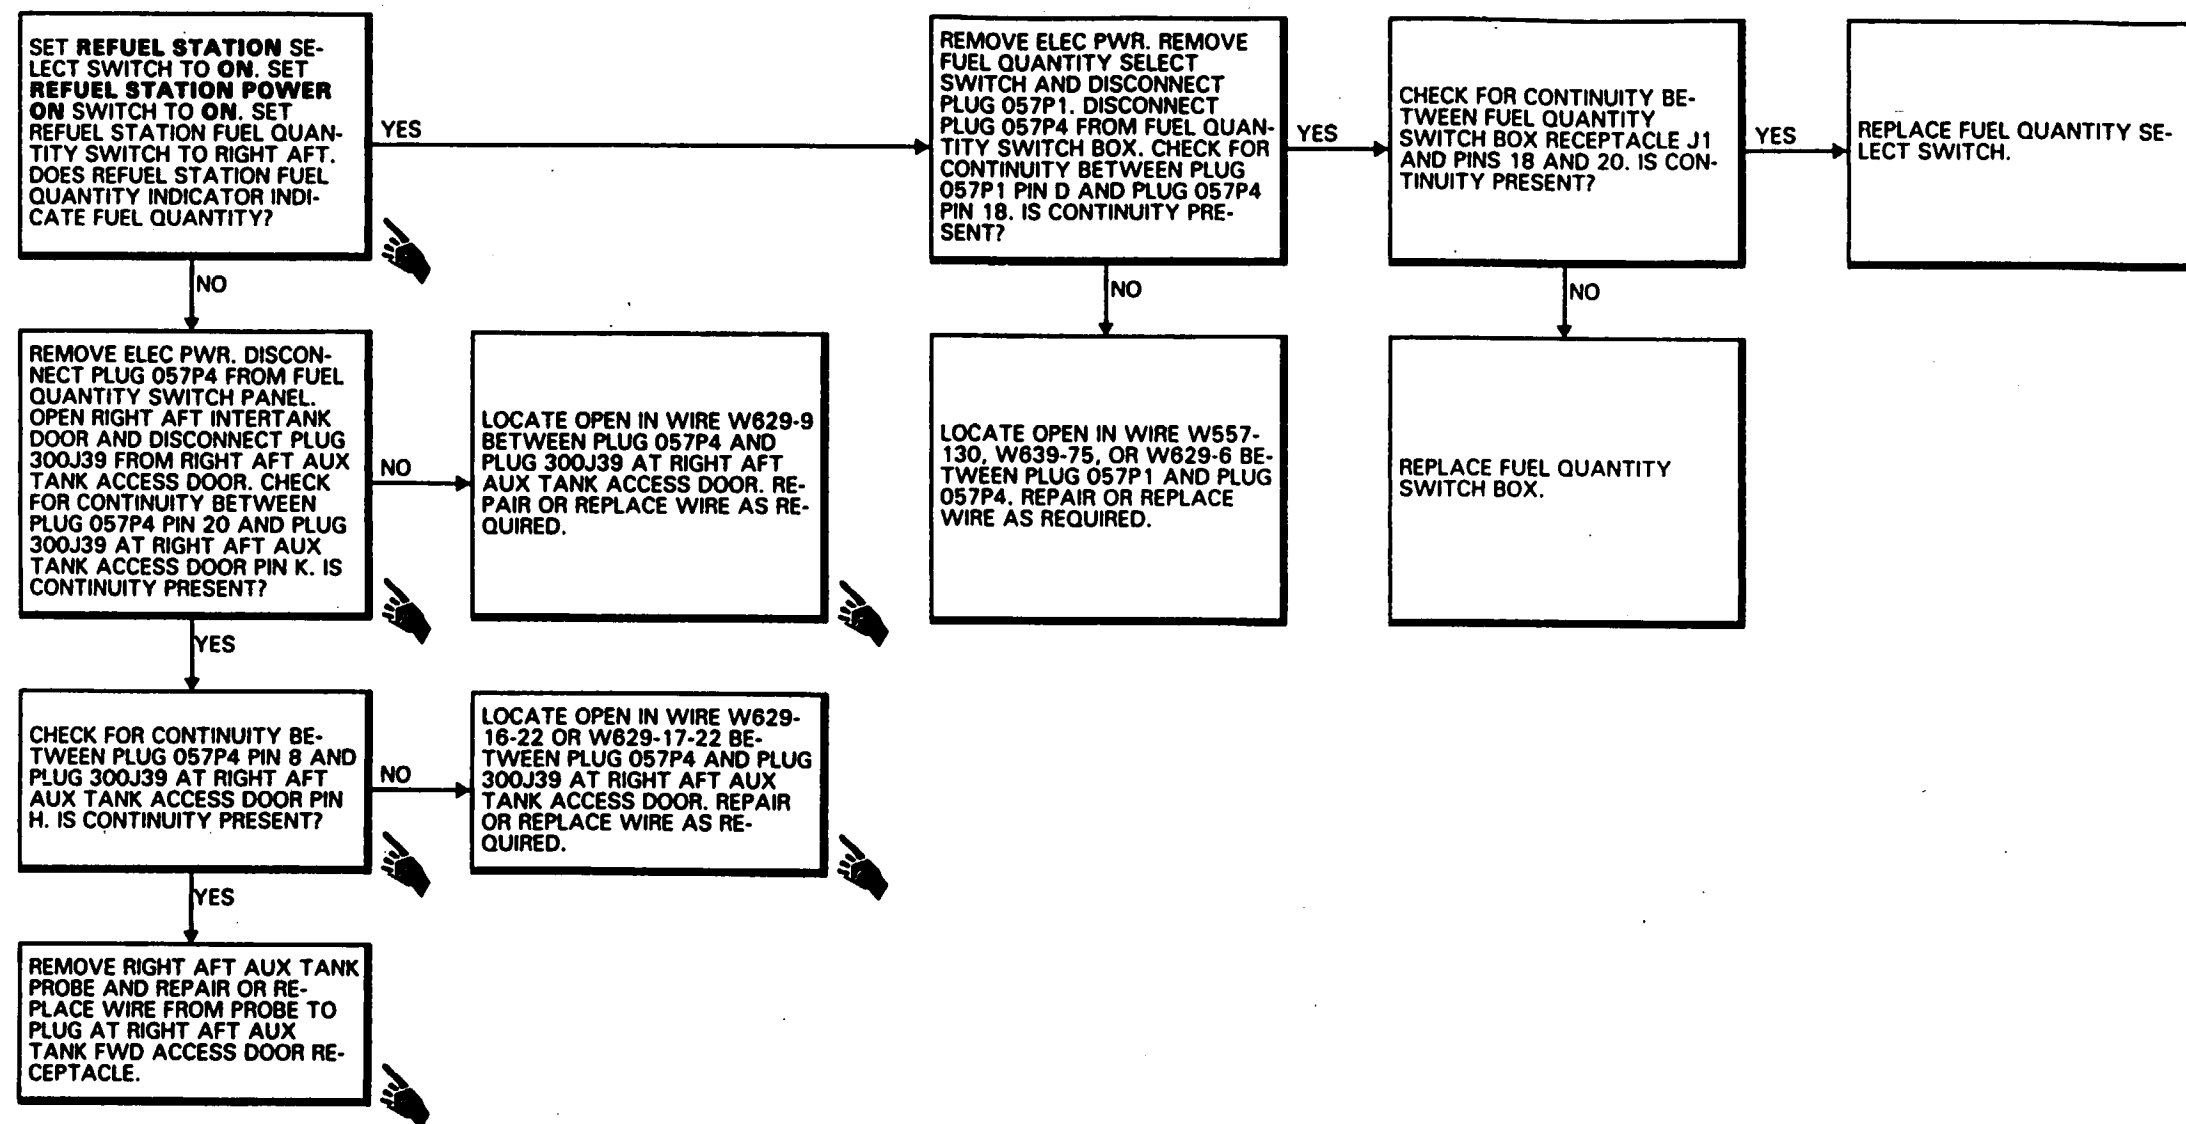 SET REFUEL STATION SE-
LECT SWITCH TO ON. SET
REFUEL STATION POWER
ON SWITCH TO ON. SET
REFUEL STATION FUEL QUAN-
TITY SWITCH TO RIGHT AFT.
DOES REFUEL STATION FUEL
QUANTITY INDICATOR INDI-
CATE FUEL QUANTITY?
YES
REMOVE ELEC PWR. REMOVE
FUEL QUANTITY SELECT
SWITCH AND DISCONNECT
PLUG 057P1. DISCONNECT
PLUG 057P4 FROM FUEL QUAN-
TITY SWITCH BOX. CHECK FOR
CONTINUITY BETWEEN PLUG
057P1 PIN D AND PLUG 057P4
PIN 18. IS CONTINUITY PRE-
SENT?
YES
CHECK FOR CONTINUITY BE-
TWEEN FUEL QUANTITY
SWITCH BOX RECEPTACLE J1
AND PINS 18 AND 20. IS CON-
TINUITY PRESENT?
YES
REPLACE FUEL QUANTITY SE-
LECT SWITCH.
NO
NO
NO
REMOVE ELEC PWR. DISCON-
NECT PLUG 057P4 FROM FUEL
QUANTITY SWITCH PANEL.
OPEN RIGHT AFT INTERTANK
DOOR AND DISCONNECT PLUG
300J39 FROM RIGHT AFT AUX
TANK ACCESS DOOR. CHECK
FOR CONTINUITY BETWEEN
PLUG 057P4 PIN 20 AND PLUG
300J39 AT RIGHT AFT AUX
TANK ACCESS DOOR PIN K. IS
CONTINUITY PRESENT?
NO
LOCATE OPEN IN WIRE W629-9
BETWEEN PLUG 057P4 AND
PLUG 300J39 AT RIGHT AFT
AUX TANK ACCESS DOOR. RE-
PAIR OR REPLACE WIRE AS RE-
QUIRED.
LOCATE OPEN IN WIRE W557-
130, W639-75, OR W629-6 BE-
TWEEN PLUG 057P1 AND PLUG
057P4. REPAIR OR REPLACE
WIRE AS REQUIRED.
REPLACE FUEL QUANTITY
SWITCH BOX.
YES
CHECK FOR CONTINUITY BE-
TWEEN PLUG 057P4 PIN 8 AND
PLUG 300J39 AT RIGHT AFT
AUX TANK ACCESS DOOR PIN
H. IS CONTINUITY PRESENT?
NO
LOCATE OPEN IN WIRE W629-
16-22 OR W629-17-22 BE-
TWEEN PLUG 057P4 AND PLUG
300J39 AT RIGHT AFT AUX
TANK ACCESS DOOR. REPAIR
OR REPLACE WIRE AS RE-
QUIRED.
YES
REMOVE RIGHT AFT AUX TANK
PROBE AND REPAIR OR RE-
PLACE WIRE FROM PROBE TO
PLUG AT RIGHT AFT AUX
TANK FWD ACCESS DOOR RE-
CEPTACLE.